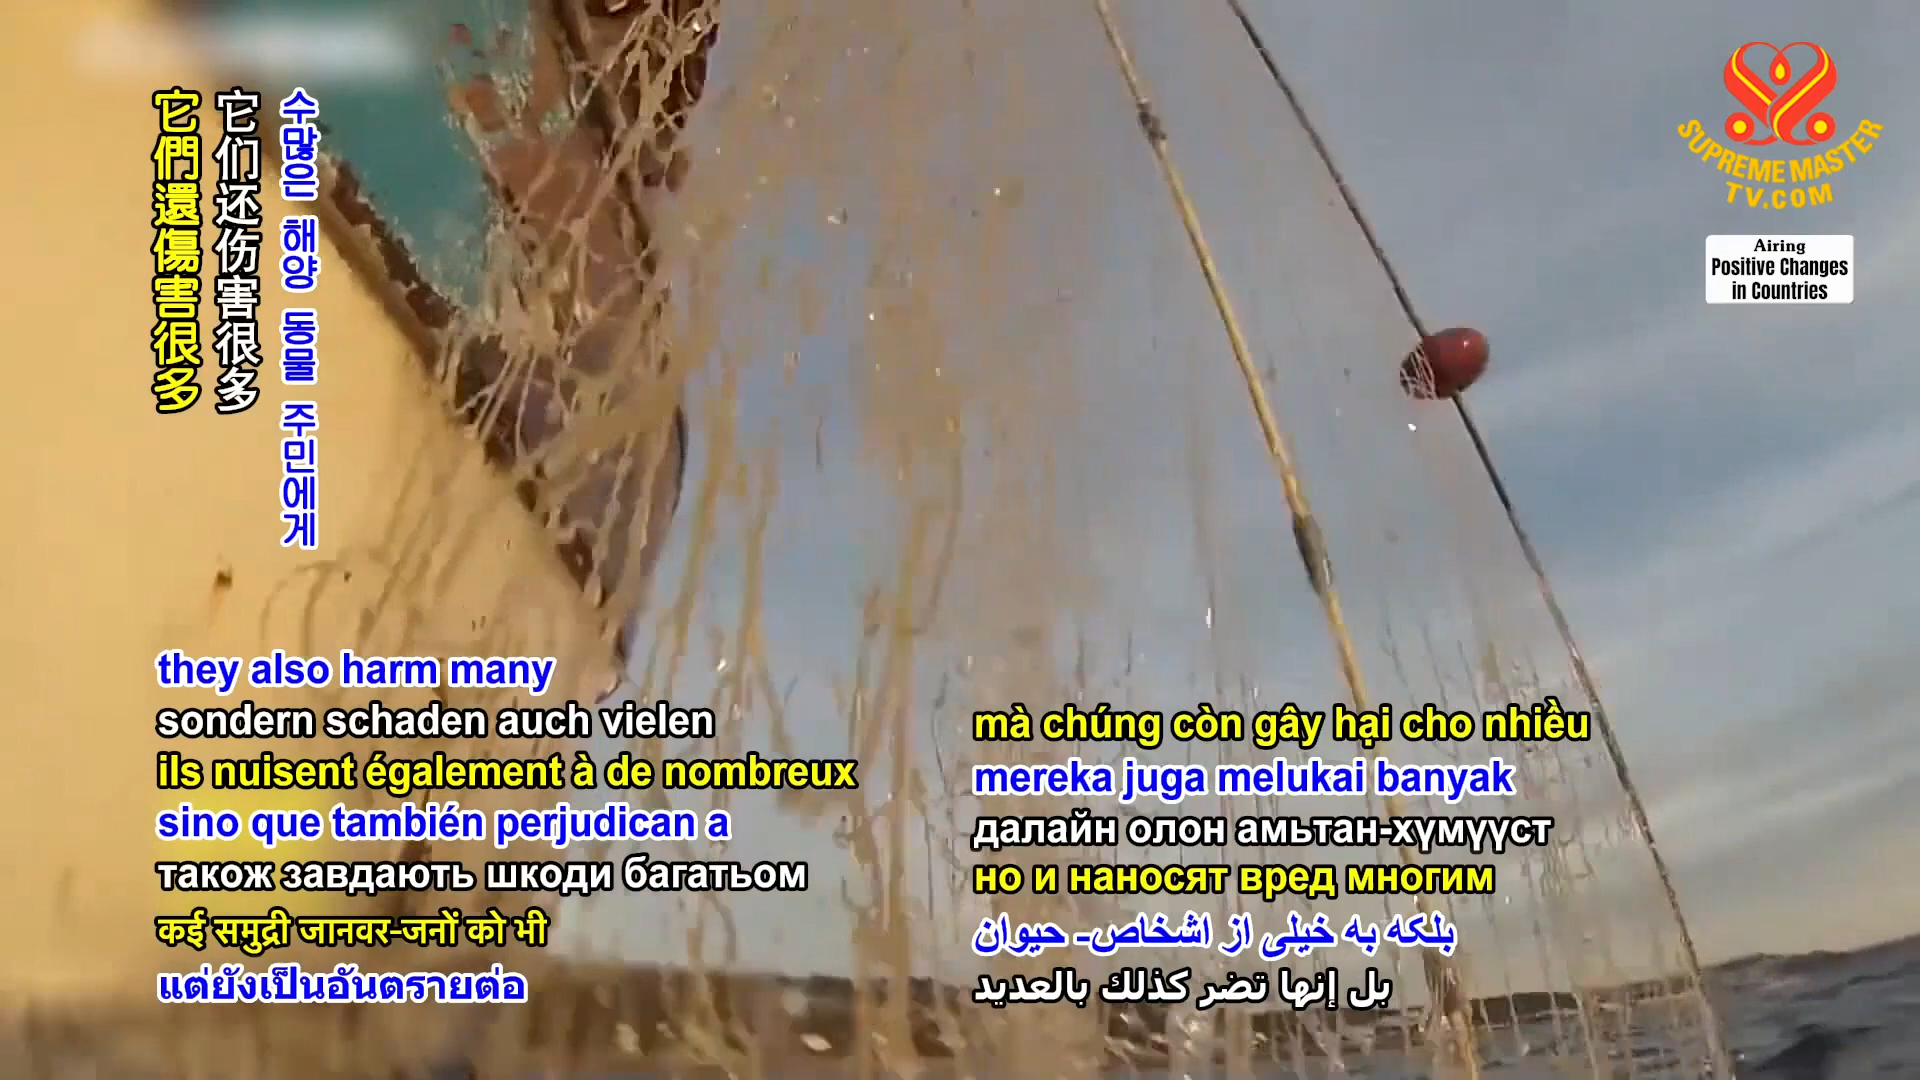 它們還傷害很多
它们还伤害很多
수많은 해양 동물 주민에게
SUPREME MASTER
TV.COM
Airing
Positive Changes
in Countries
they also harm many
sondern schaden auch vielen
ils nuisent également à de nombreux
sino que también perjudican a
також завдають шкоди багатьом
कई समुद्री जानवर-जनों को भी
แต่ยังเป็นอันตรายต่อ
mà chúng còn gây hại cho nhiều
mereka juga melukai banyak
далайн олон амьтан-хүмүүст
но и наносят вред многим
بلکه به خیلی از اشخاص- حیوان
بل إنها تضر كذلك بالعديد